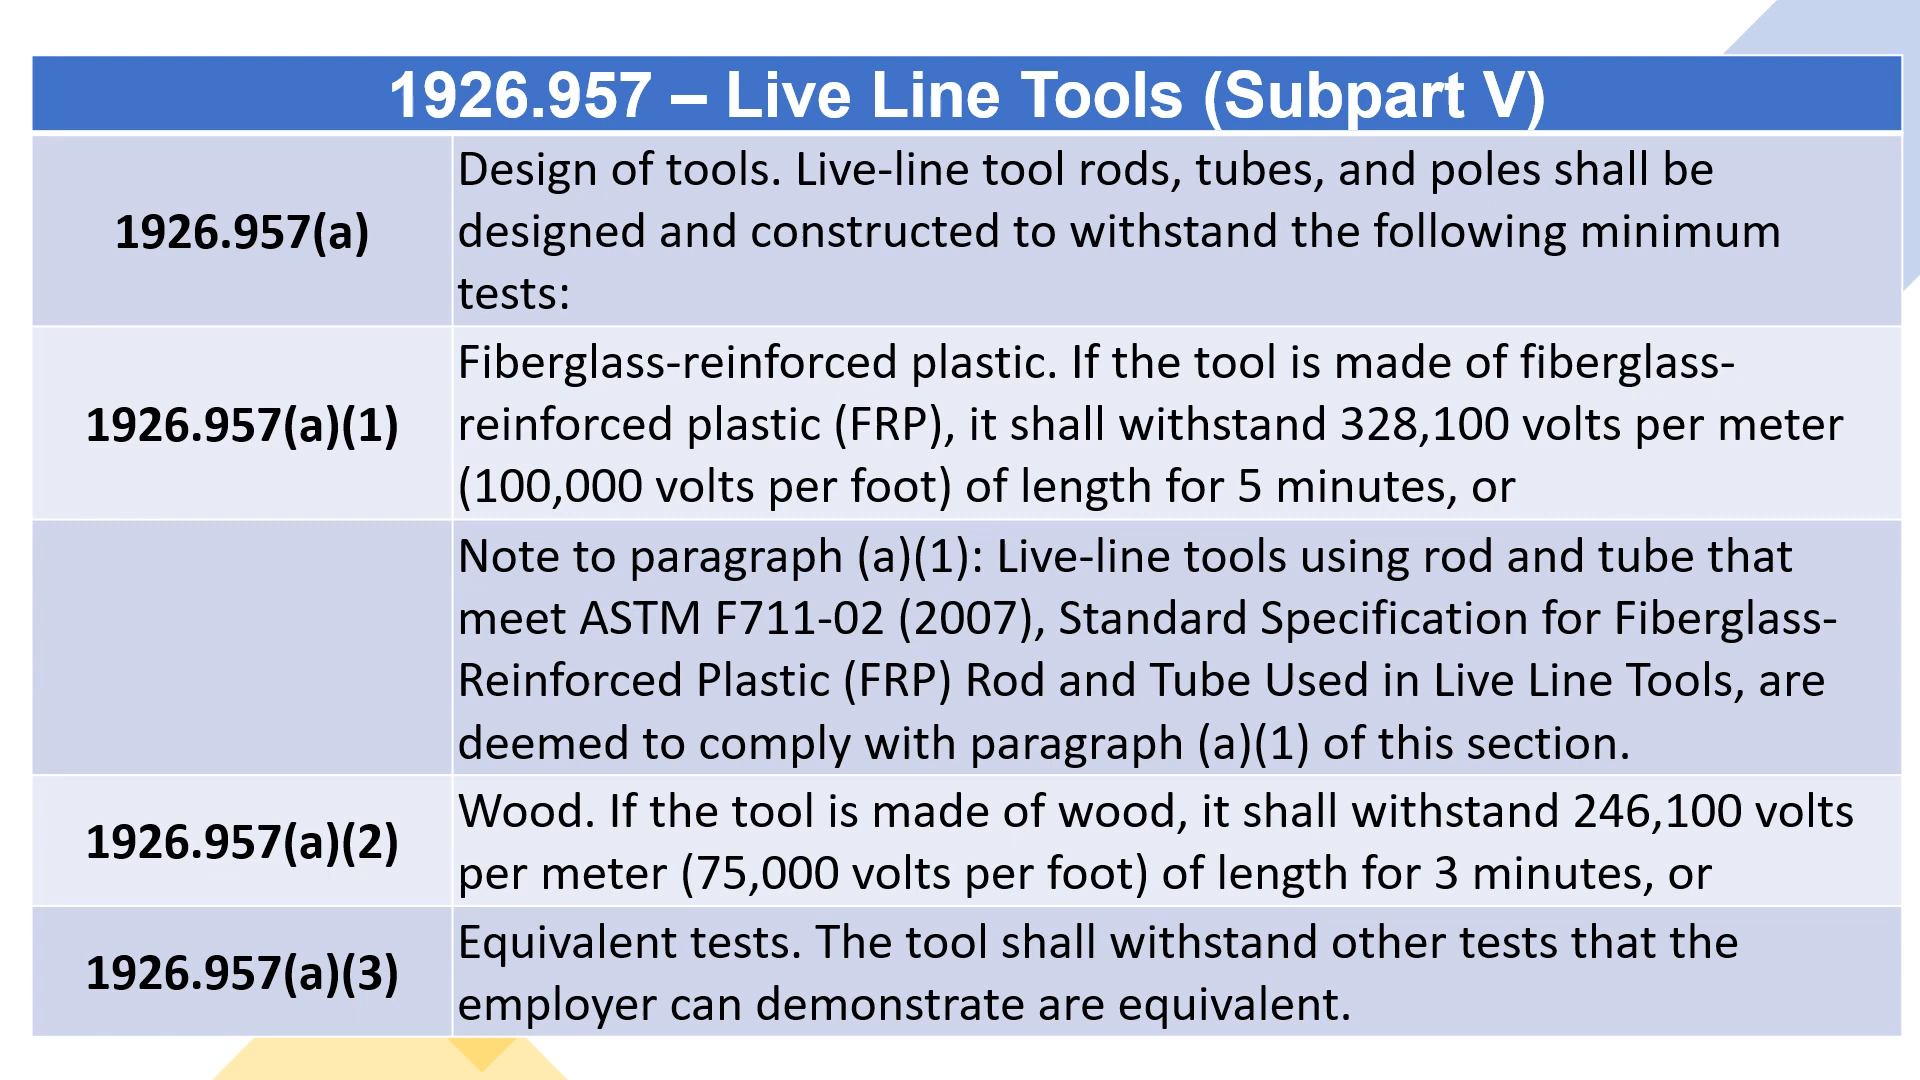 1926.957 – Live Line Tools (Subpart V)
1926.957(a)
Design of tools. Live-line tool rods, tubes, and poles shall be
designed and constructed to withstand the following minimum
tests:
1926.957(a)(1)
Fiberglass-reinforced plastic. If the tool is made of fiberglass-
reinforced plastic (FRP), it shall withstand 328,100 volts per meter
(100,000 volts per foot) of length for 5 minutes, or
Note to paragraph (a)(1): Live-line tools using rod and tube that
meet ASTM F711-02 (2007), Standard Specification for Fiberglass-
Reinforced Plastic (FRP) Rod and Tube Used in Live Line Tools, are
deemed to comply with paragraph (a)(1) of this section.
1926.957(a)(2)
Wood. If the tool is made of wood, it shall withstand 246,100 volts
per meter (75,000 volts per foot) of length for 3 minutes, or
1926.957(a)(3)
Equivalent tests. The tool shall withstand other tests that the
employer can demonstrate are equivalent.